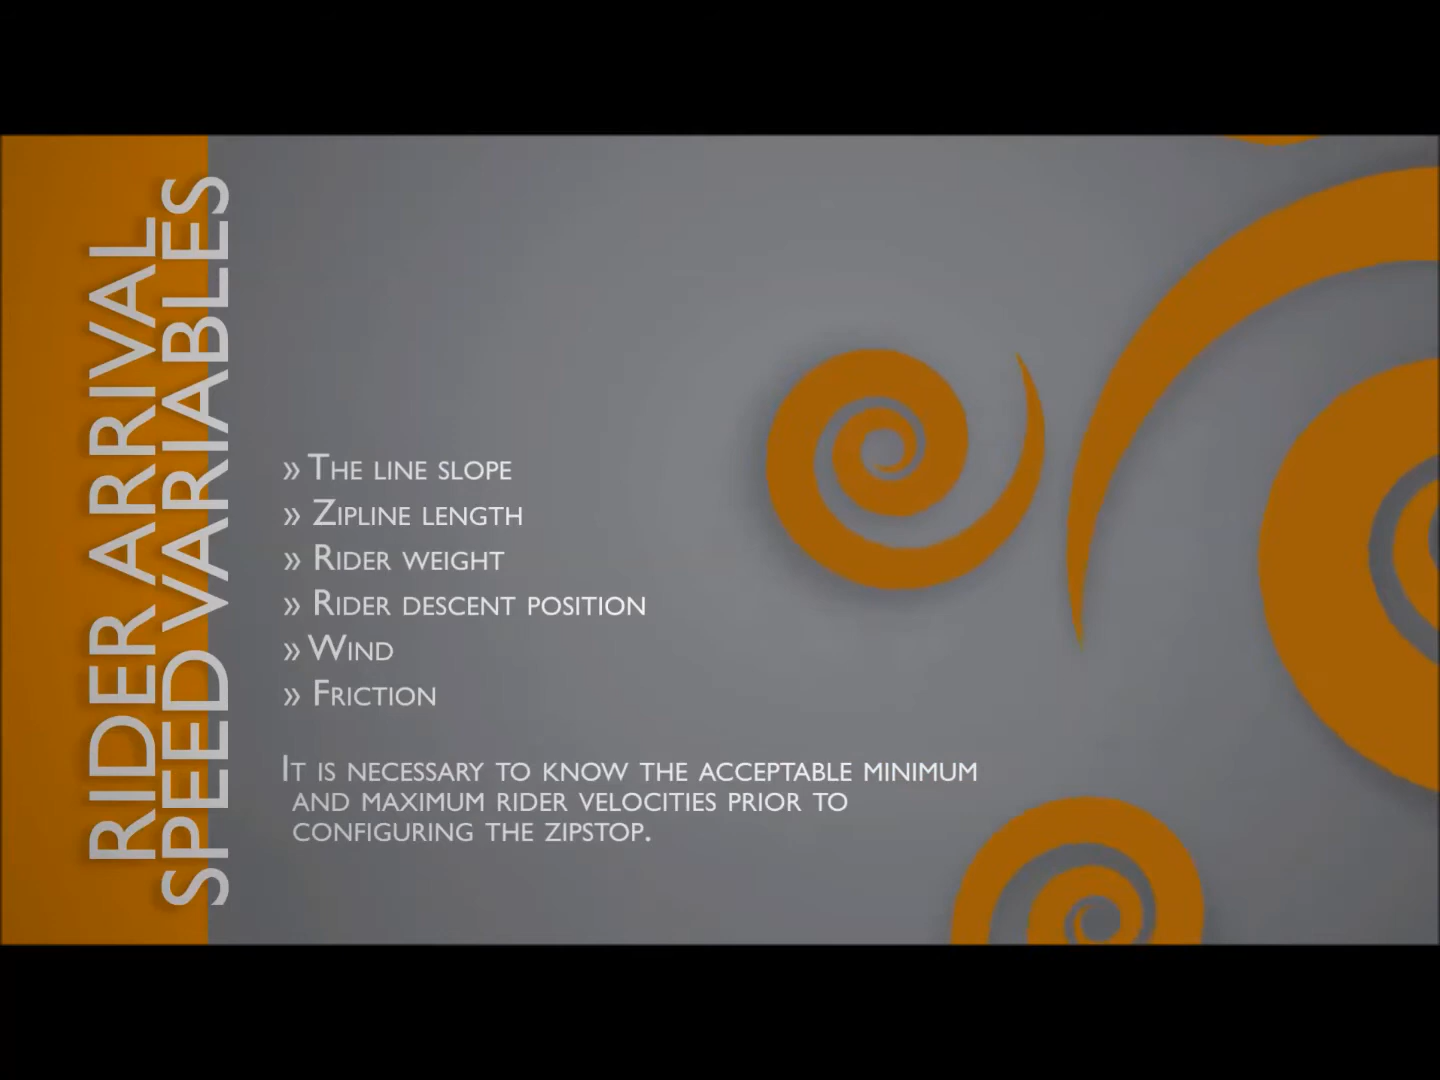 RIDER ARRIVAL
SPEED VARIABLES
» The line slope
» Zipline length
» Rider weight
» Rider descent position
» Wind
» Friction
It is necessary to know the acceptable minimum
and maximum rider velocities prior to
configuring the zipstop.